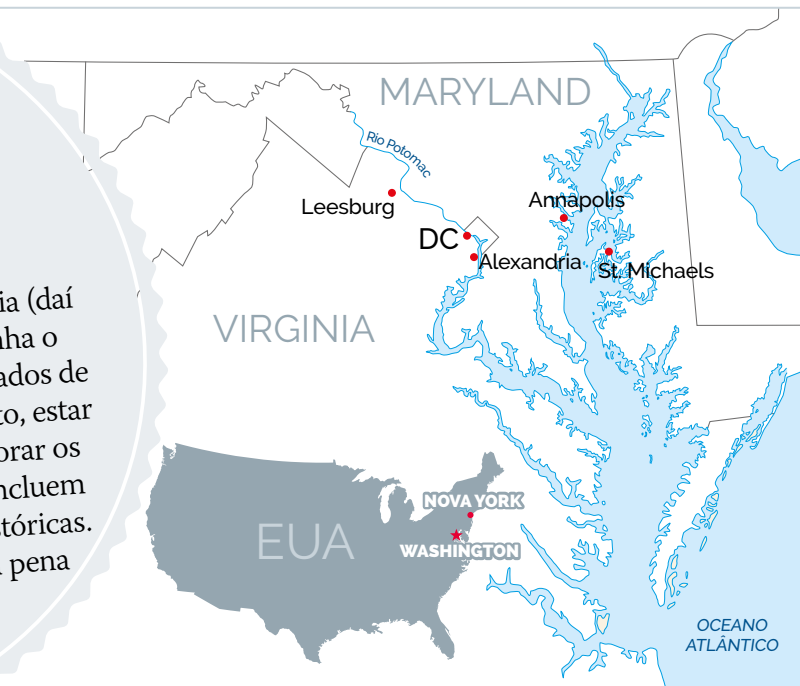 MARYLAND
Rio Potomac
Leesburg
Annapolis
DC
Alexandria
St. Michaels
VIRGINIA
ia (daí
nha o
ados de
to, estar
orar os
ncluem
stóricas.
pena
NOVA YORK
EUA
WASHINGTON
OCEANO
ATLÂNTICO